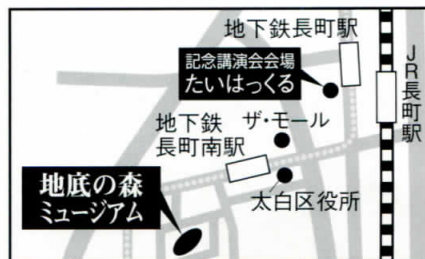 地下鉄長町駅
記念講演会会場
たいはっくる
JR長町駅
地下鉄
長町南駅
ザ・モール
地底の森
ミュージアム
太白区役所